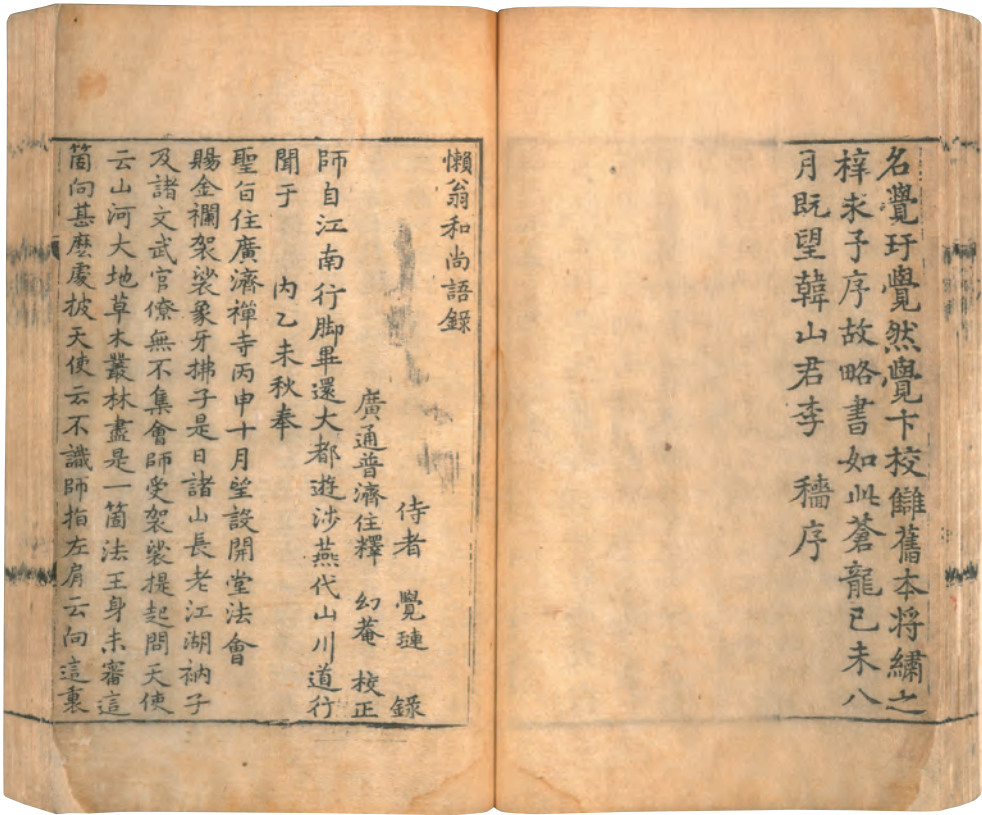 名覺玗覺然覺卞校讎舊本将繡之
梓求予序故略書如此蒼龍己未八
月旣望韓山君李　穡序
懶翁和尚語錄
侍者　覺璉　錄
廣通普濟住釋　幻菴　校正
師自江南行脚畢還大都遊涉燕代山川道行
聞于　內乙未秋奉
聖旨住廣濟禪寺丙申十月望設開堂法會
賜金襴袈裟象牙拂子是日諸山長老江湖衲子
及諸文武官僚無不集會師受袈裟提起問天使
云山河大地草木叢林盡是一箇法王身未審這
箇向甚麽處披天使云不識師指左肩云向這裏